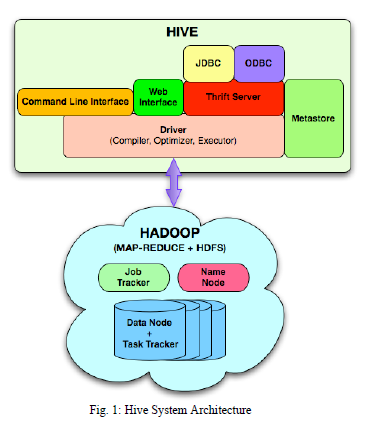 HIVE
JDBC
ODBC
Command Line Interface
Web
Interface
Thrift Server
Metastore
Driver
(Compiler, Optimizer, Executor)
HADOOP
(MAP-REDUCE + HDFS)
Job
Tracker
Name
Node
Data Node
+
Task Tracker
Fig. 1: Hive System Architecture